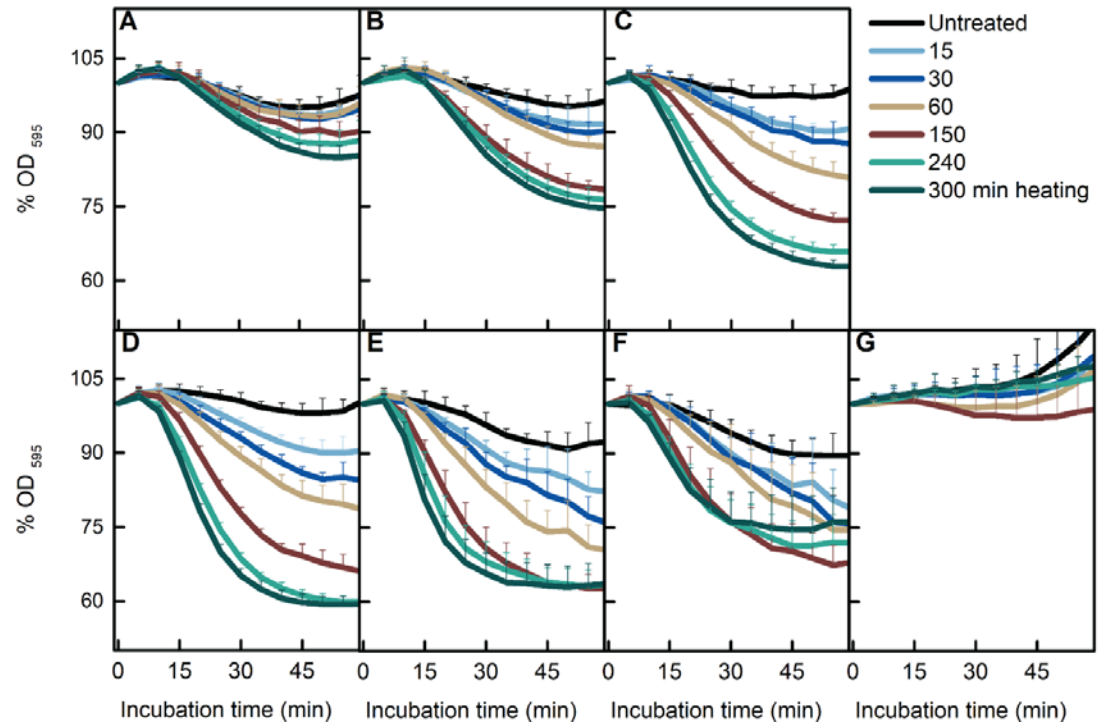 A B C
Untreated
15
30
60
150
240
300 min heating
105
90
75
60
% OD 595
D E F G
105
90
75
60
% OD 595
0 15 30 45 0 15 30 45 0 15 30 45 0 15 30 45
Incubation time (min) Incubation time (min) Incubation time (min) Incubation time (min)